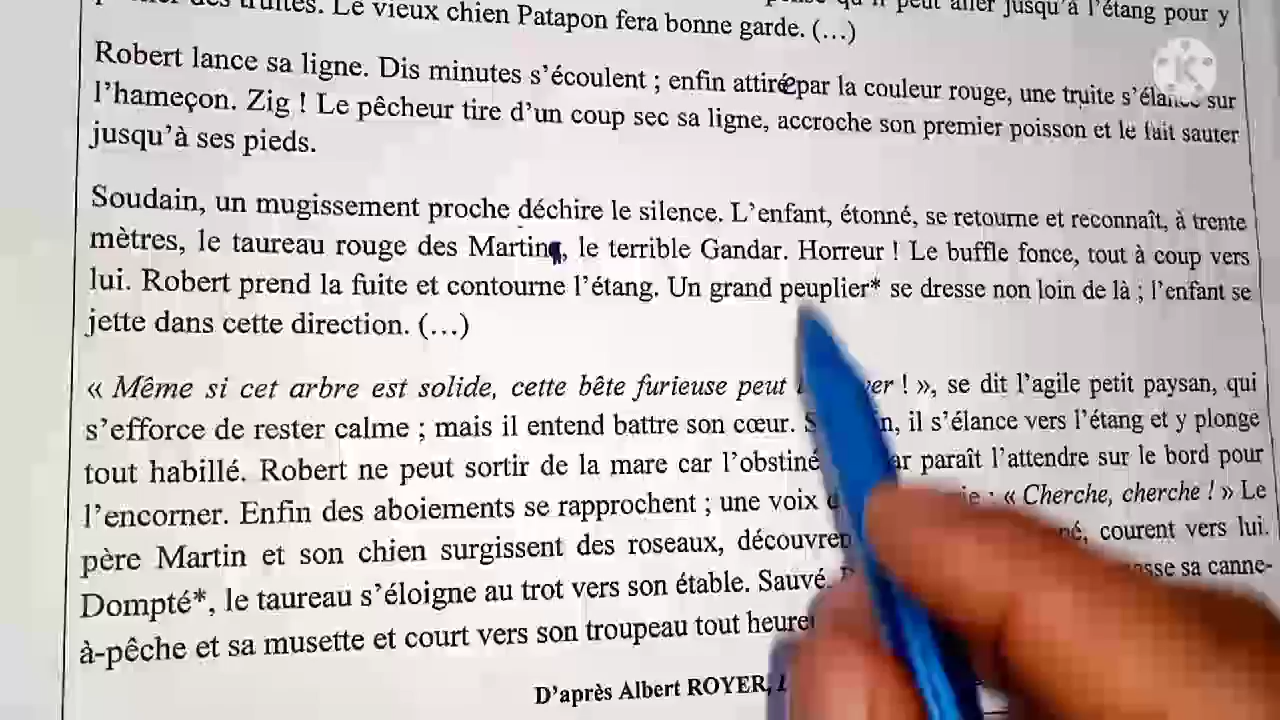 des truites. Le vieux chien Patapon fera bonne garde. (…) qu'il peut aller jusqu'à l'étang pour y
Robert lance sa ligne. Dis minutes s'écoulent ; enfin attirée par la couleur rouge, une truite s'élance sur
l'hameçon. Zig ! Le pêcheur tire d'un coup sec sa ligne, accroche son premier poisson et le fait sauter
jusqu'à ses pieds.
Soudain, un mugissement proche déchire le silence. L'enfant, étonné, se retourne et reconnaît, à trente
mètres, le taureau rouge des Martin, le terrible Gandar. Horreur ! Le buffle fonce, tout à coup vers
lui. Robert prend la fuite et contourne l'étang. Un grand peuplier* se dresse non loin de là ; l'enfant se
jette dans cette direction. (…)
« Même si cet arbre est solide, cette bête furieuse peut ! », se dit l'agile petit paysan, qui
s'efforce de rester calme ; mais il entend battre son cœur. il s'élance vers l'étang et y plonge
tout habillé. Robert ne peut sortir de la mare car l'obstiné paraît l'attendre sur le bord pour
l'encorner. Enfin des aboiements se rapprochent ; une voix : « Cherche, cherche ! » Le
père Martin et son chien surgissent des roseaux, courent vers lui.
Dompté*, le taureau s'éloigne au trot vers son étable. Sauvé. sa canne-
à-pêche et sa musette et court vers son troupeau tout
D'après Albert ROYER,